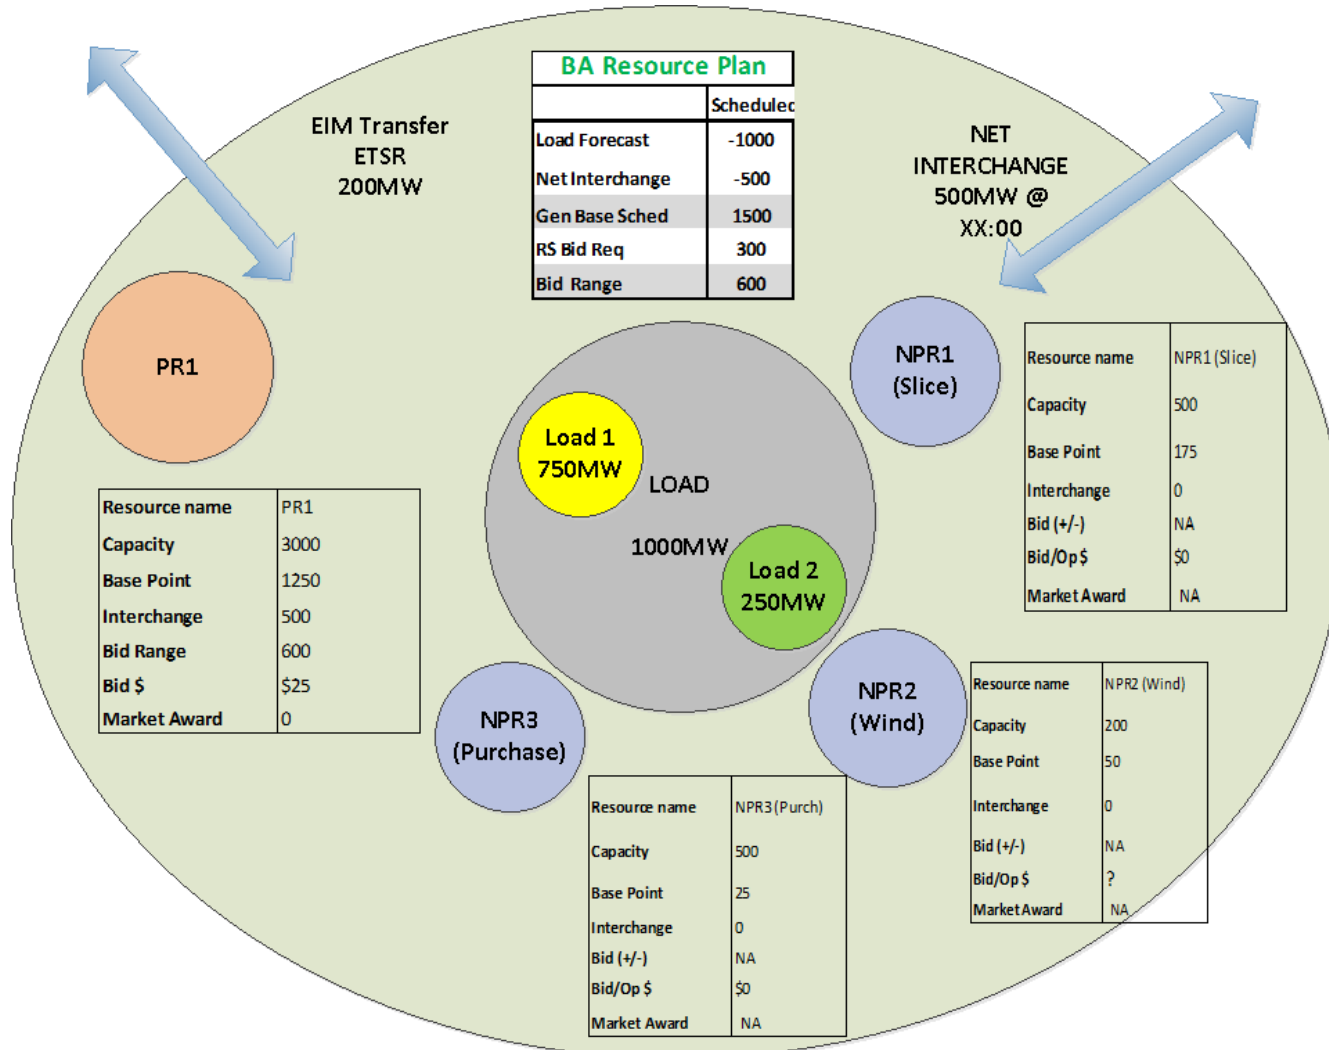 BA Resource Plan
Scheduled
Load Forecast -1000
Net Interchange -500
Gen Base Sched 1500
RS Bid Req 300
Bid Range 600
EIM Transfer
ETSR
200MW
NET
INTERCHANGE
500MW @
XX:00
PR1
NPR1
(Slice)
Resource name NPR1 (Slice)
Capacity 500
Base Point 175
Interchange 0
Bid (+/-) NA
Bid/Op $ $0
Market Award NA
Load 1
750MW
LOAD
1000MW
Load 2
250MW
Resource name PR1
Capacity 3000
Base Point 1250
Interchange 500
Bid Range 600
Bid $ $25
Market Award 0
NPR3
(Purchase)
NPR2
(Wind)
Resource name NPR2 (Wind)
Capacity 200
Base Point 50
Interchange 0
Bid (+/-) NA
Bid/Op $ ?
Market Award NA
Resource name NPR3 (Purch)
Capacity 500
Base Point 25
Interchange 0
Bid (+/-) NA
Bid/Op $ $0
Market Award NA